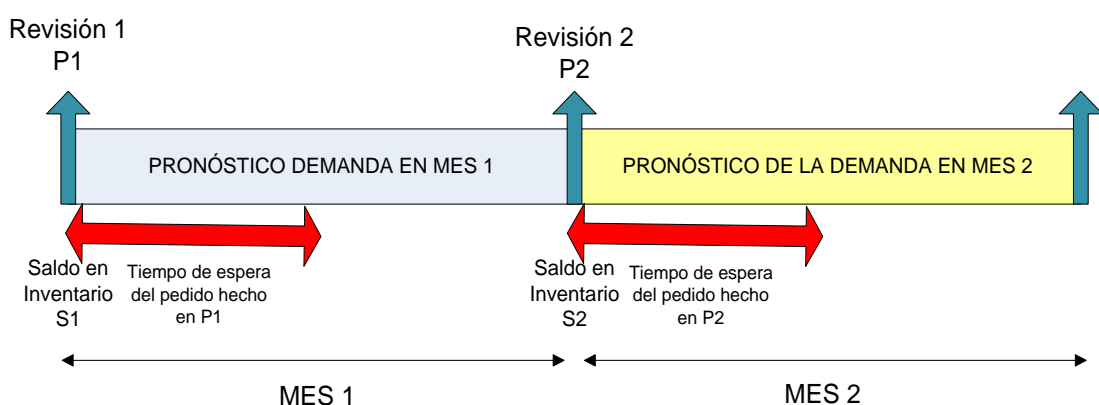 Revisión 1
P1
Revisión 2
P2
PRONÓSTICO DEMANDA EN MES 1
PRONÓSTICO DE LA DEMANDA EN MES 2
Saldo en
Inventario
S1
Tiempo de espera
del pedido hecho
en P1
Saldo en
Inventario
S2
Tiempo de espera
del pedido hecho
en P2
MES 1
MES 2